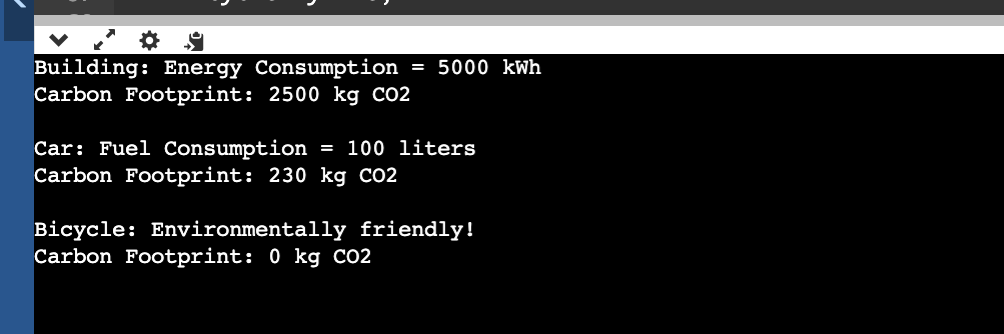 Building: Energy Consumption = 5000 kWh
Carbon Footprint: 2500 kg CO2
Car: Fuel Consumption = 100 liters
Carbon Footprint: 230 kg CO2
Bicycle: Environmentally friendly!
Carbon Footprint: 0 kg CO2